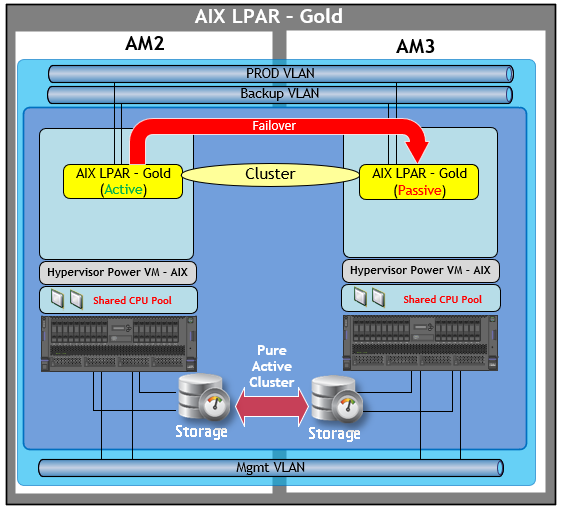 AIX LPAR – Gold
AM2
AM3
PROD VLAN
Backup VLAN
Failover
AIX LPAR – Gold
(Active)
Cluster
AIX LPAR – Gold
(Passive)
Hypervisor Power VM – AIX
Hypervisor Power VM – AIX
Shared CPU Pool
Shared CPU Pool
Pure
Active
Cluster
Storage
Storage
Mgmt VLAN